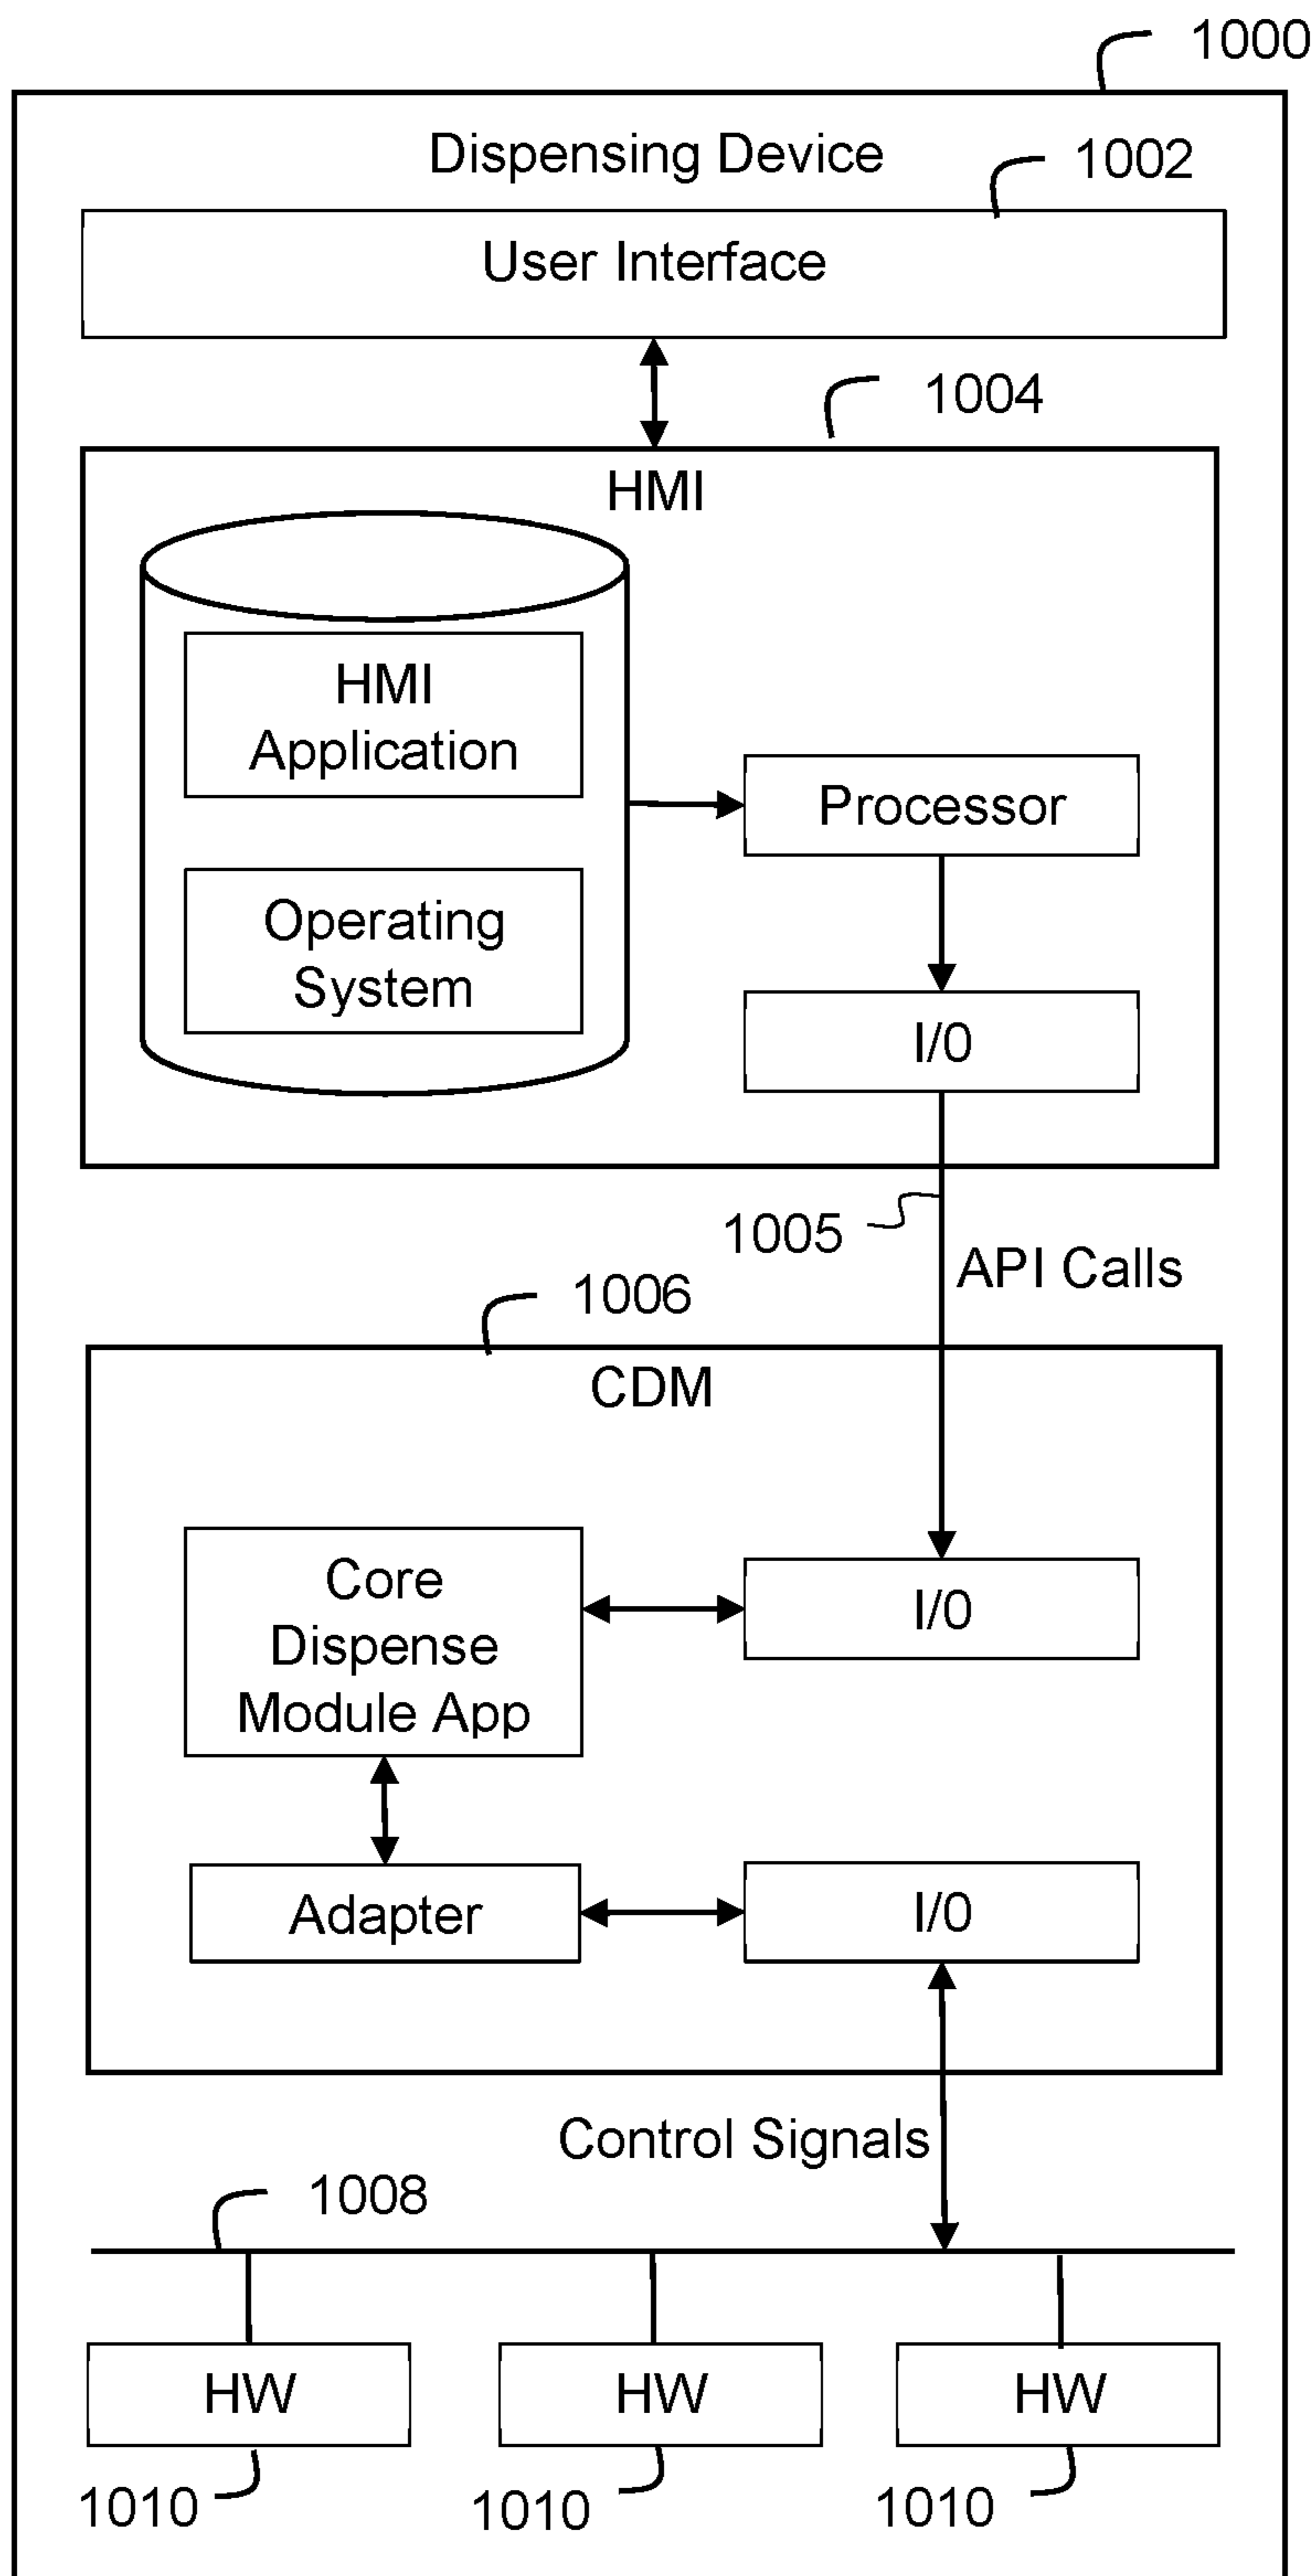 1000
Dispensing Device
1002
User Interface
1004
HMI
HMI
Application
Processor
Operating
System
I/0
1005
API Calls
1006
CDM
Core
Dispense
Module App
I/0
Adapter
I/0
Control Signals
1008
HW
HW
HW
1010
1010
1010